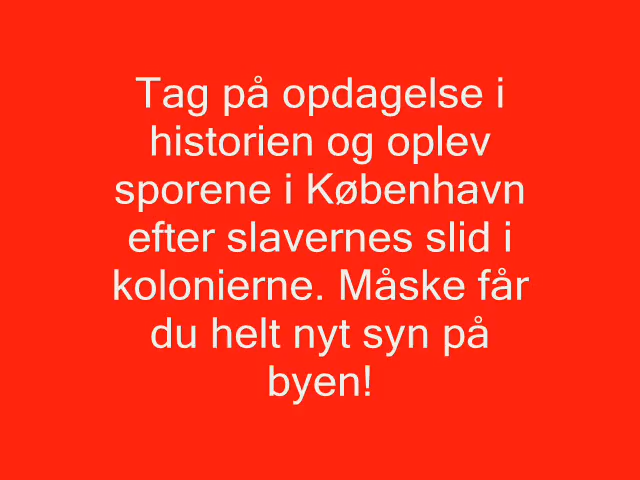 Tag på opdagelse i
historien og oplev
sporene i København
efter slavernes slid i
kolonierne. Måske får
du helt nyt syn på
byen!